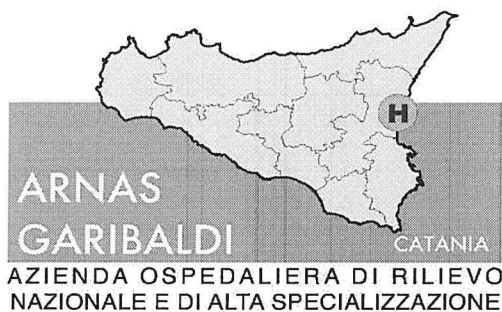 H
ARNAS
GARIBALDI
CATANIA
AZIENDA OSPEDALIERA DI RILIEVO
NAZIONALE E DI ALTA SPECIALIZZAZIONE